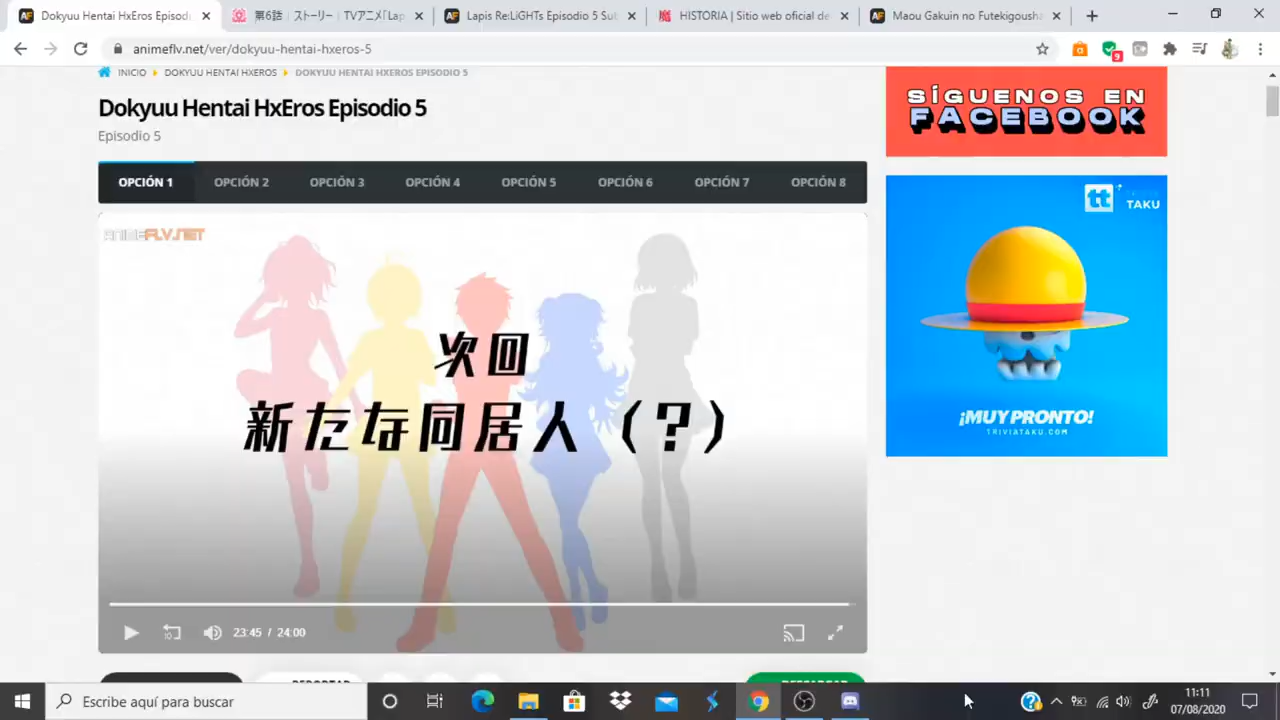 Dokyuu Hentai HxEros Episod
第6話｜ストーリー｜TVアニメ「Lap
Lapis Re:LiGHTs Episodio 5 Sub
HISTORIA | Sitio web oficial de
Maou Gakuin no Futekigousha
animeflv.net/ver/dokyuu-hentai-hxeros-5
9
INICIO
DOKYUU HENTAI HXEROS
DOKYUU HENTAI HXEROS EPISODIO 5
Dokyuu Hentai HxEros Episodio 5
Episodio 5
OPCIÓN 1
OPCIÓN 2
OPCIÓN 3
OPCIÓN 4
OPCIÓN 5
OPCIÓN 6
OPCIÓN 7
OPCIÓN 8
ANIMEFLV.NET
次回
新たな同居人（？）
10
23:45 / 24:00
SÍGUENOS EN
FACEBOOK
tt
TAKU
¡MUY PRONTO!
TRIVIATAKU.COM
REPORTAR
DESCARGAR
Escribe aquí para buscar
11:11
07/08/2020